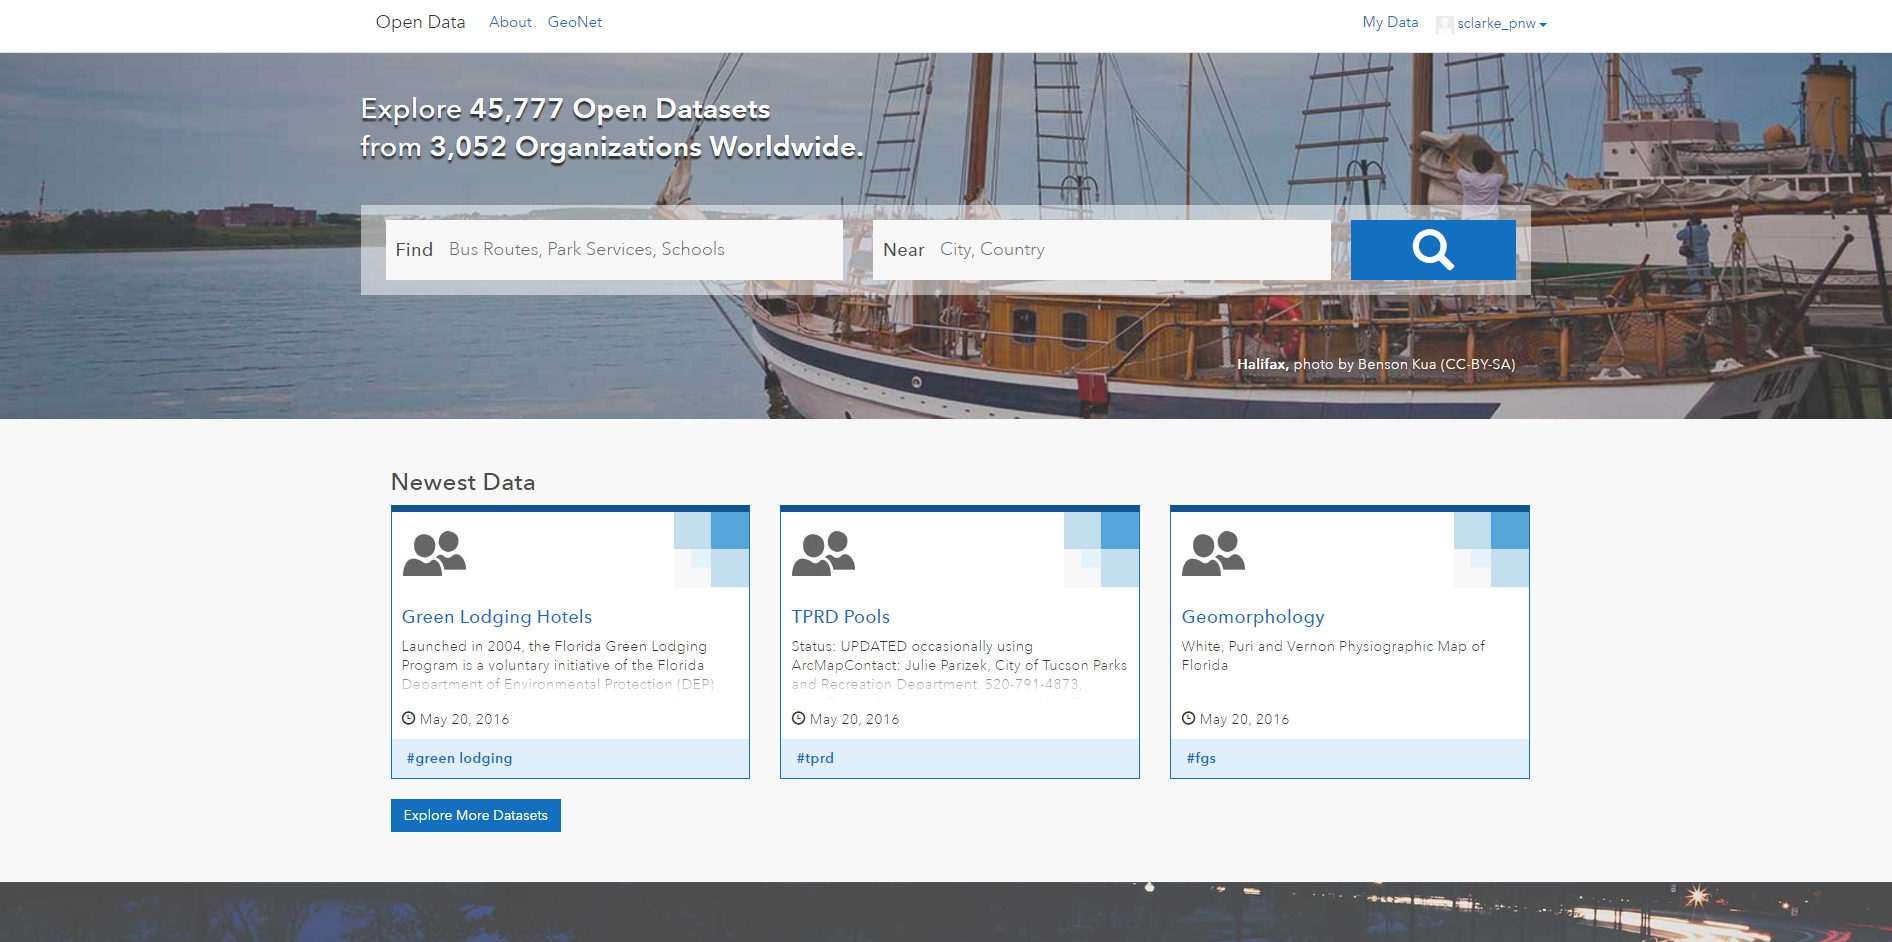 Open Data About GeoNet My Data sclarke_pnw
Explore 45,777 Open Datasets
from 3,052 Organizations Worldwide.
Find Bus Routes, Park Services, Schools Near City, Country
Halifax, photo by Benson Kua (CC-BY-SA)
Newest Data
Green Lodging Hotels
Launched in 2004, the Florida Green Lodging
Program is a voluntary initiative of the Florida
Department of Environmental Protection (DEP)
May 20, 2016
#green lodging
TPRD Pools
Status: UPDATED occasionally using
ArcMapContact: Julie Parizek, City of Tucson Parks
and Recreation Department, 520-791-4873,
May 20, 2016
#tprd
Geomorphology
White, Puri and Vernon Physiographic Map of
Florida
May 20, 2016
#fgs
Explore More Datasets